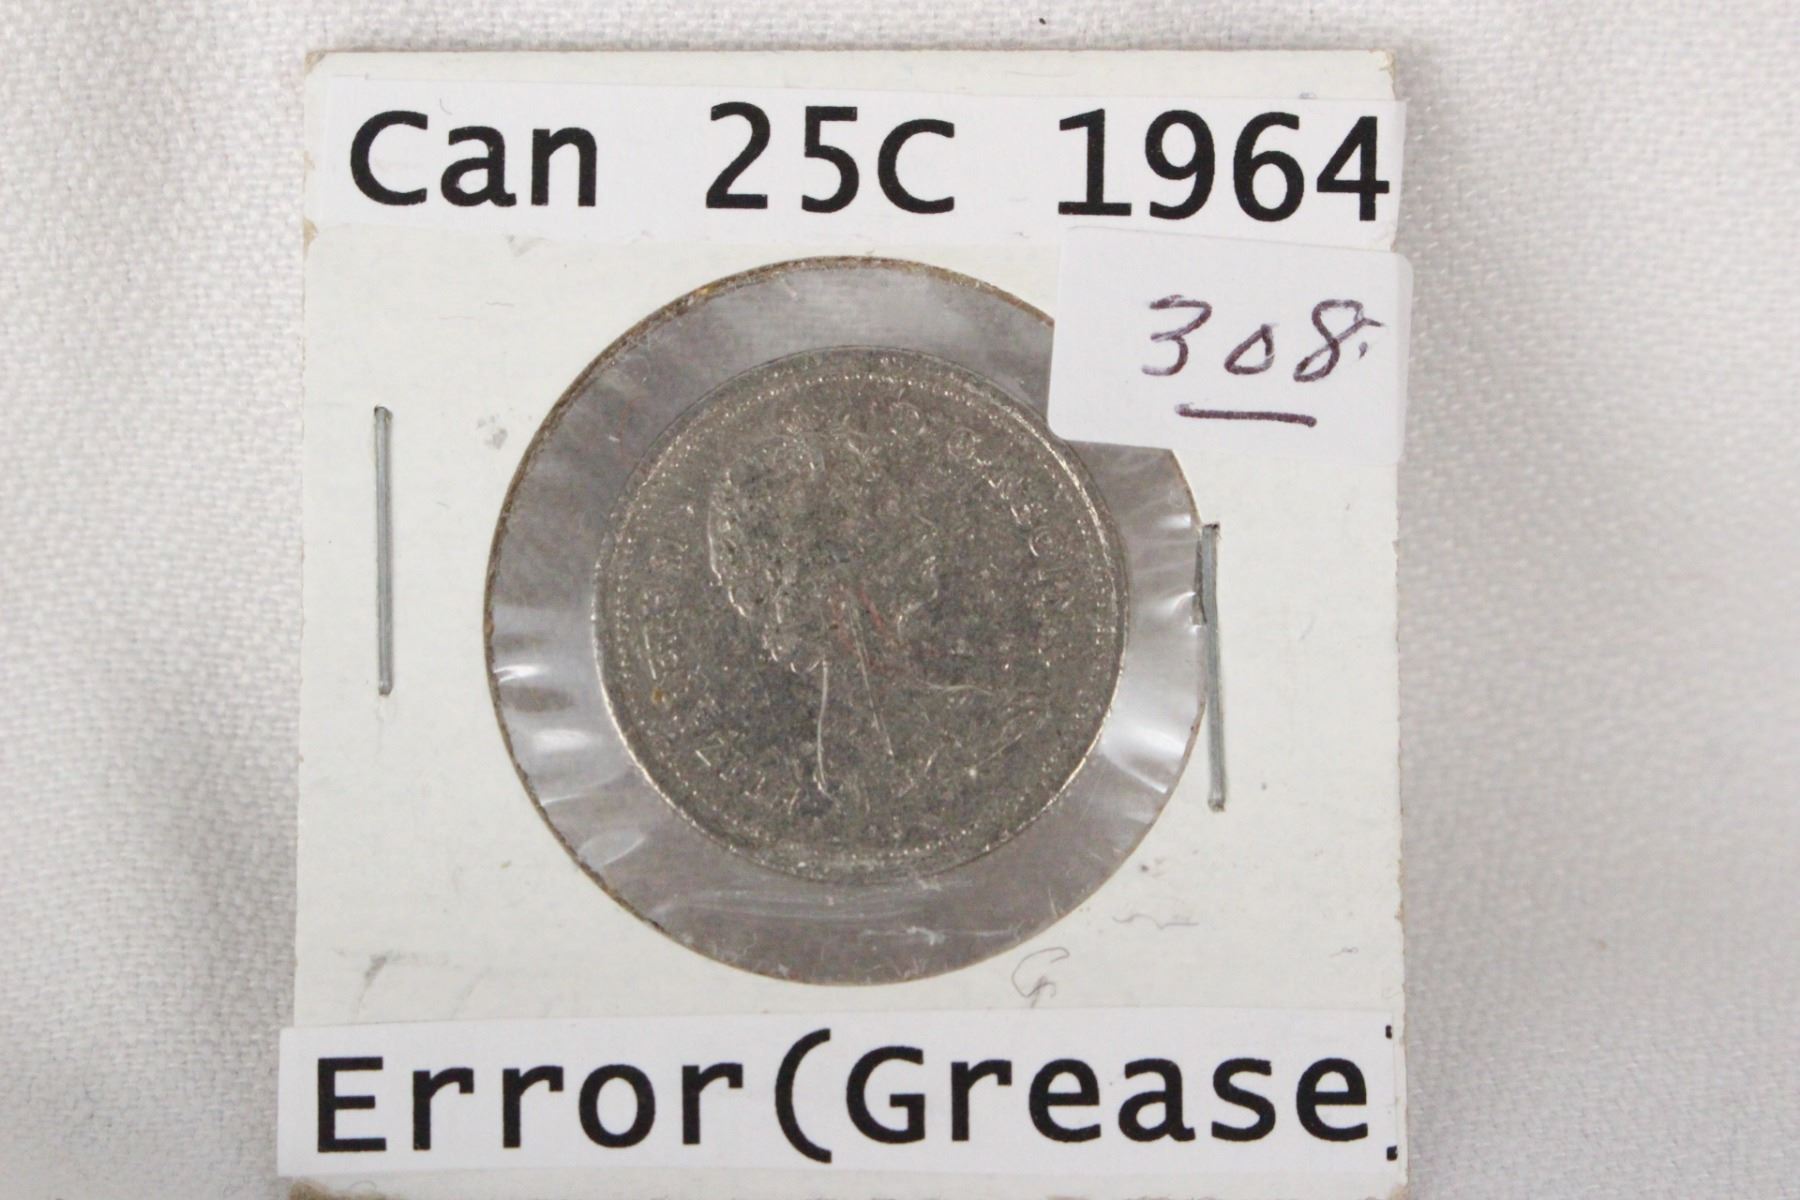 Can 25C 1964
308
Error(Grease)